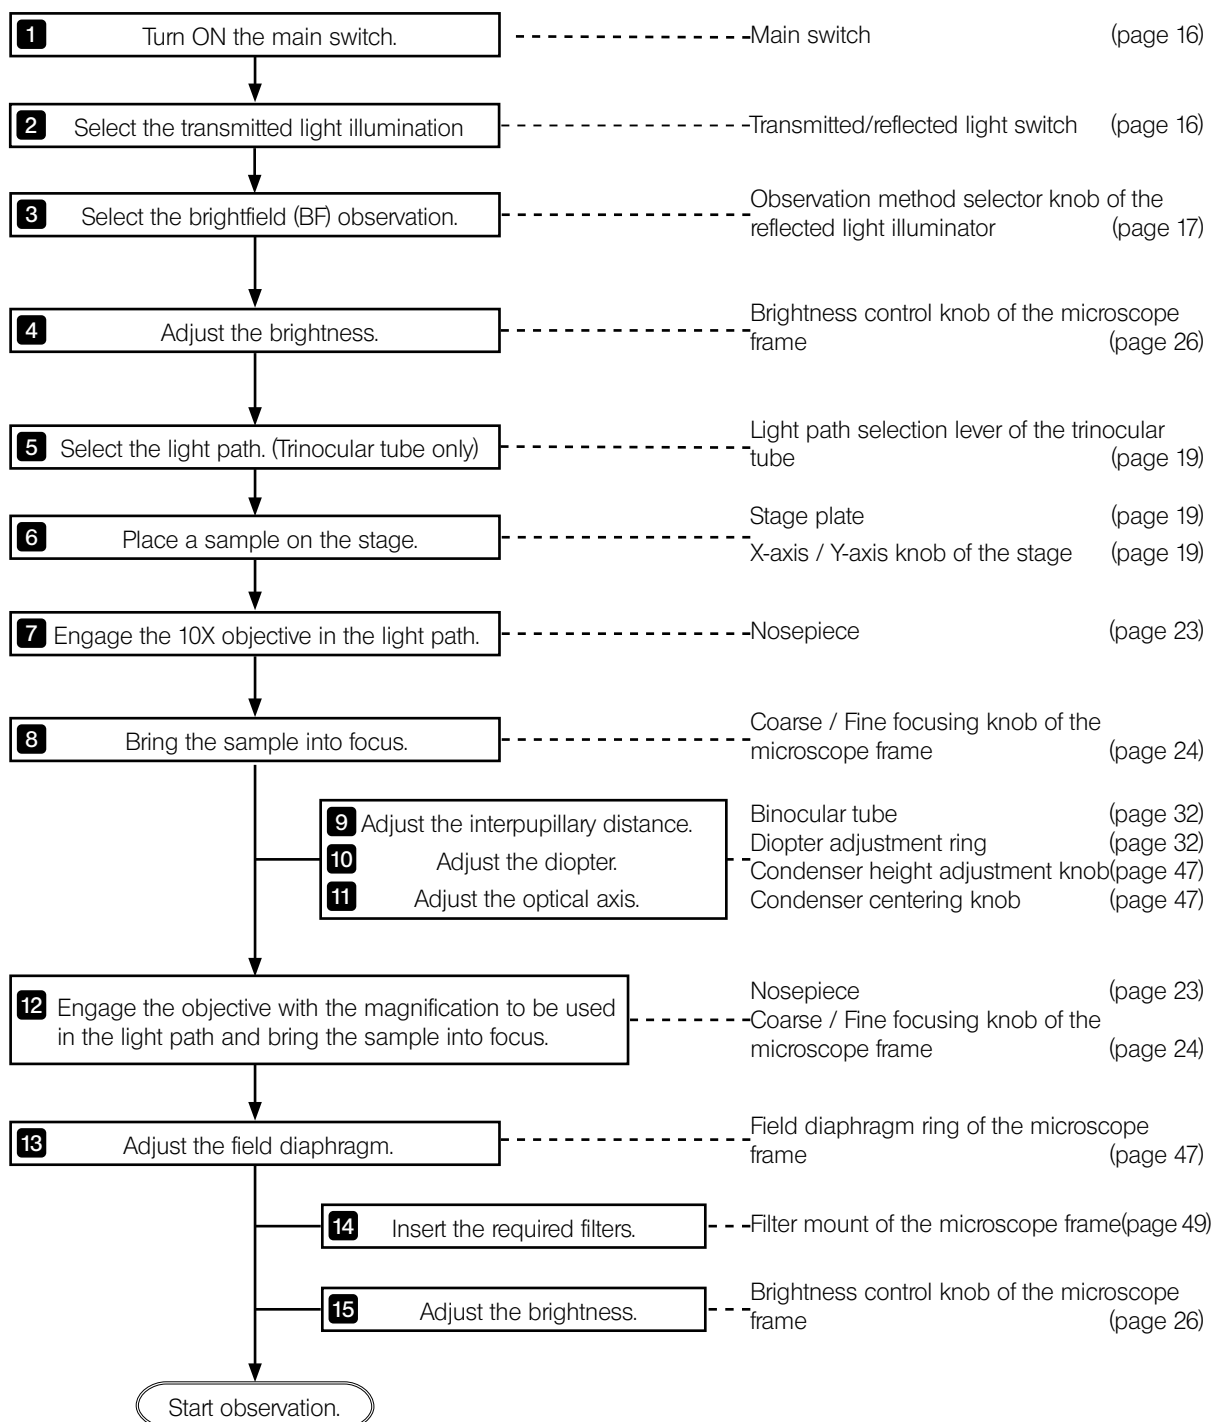 1 Turn ON the main switch.
Main switch (page 16)
2 Select the transmitted light illumination
Transmitted/reflected light switch (page 16)
3 Select the brightfield (BF) observation.
Observation method selector knob of the
reflected light illuminator (page 17)
4 Adjust the brightness.
Brightness control knob of the microscope
frame (page 26)
5 Select the light path. (Trinocular tube only)
Light path selection lever of the trinocular
tube (page 19)
6 Place a sample on the stage.
Stage plate (page 19)
X-axis / Y-axis knob of the stage (page 19)
7 Engage the 10X objective in the light path.
Nosepiece (page 23)
8 Bring the sample into focus.
Coarse / Fine focusing knob of the
microscope frame (page 24)
9 Adjust the interpupillary distance.
10 Adjust the diopter.
11 Adjust the optical axis.
Binocular tube (page 32)
Diopter adjustment ring (page 32)
Condenser height adjustment knob(page 47)
Condenser centering knob (page 47)
12 Engage the objective with the magnification to be used
in the light path and bring the sample into focus.
Nosepiece (page 23)
Coarse / Fine focusing knob of the
microscope frame (page 24)
13 Adjust the field diaphragm.
Field diaphragm ring of the microscope
frame (page 47)
14 Insert the required filters.
Filter mount of the microscope frame(page 49)
15 Adjust the brightness.
Brightness control knob of the microscope
frame (page 26)
Start observation.